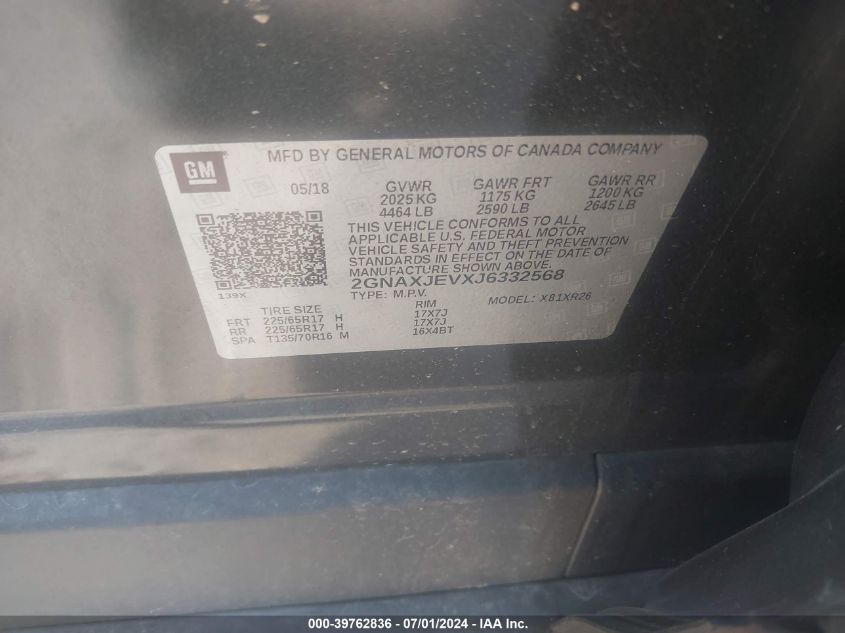 GM
MFD BY GENERAL MOTORS OF CANADA COMPANY
05/18 GVWR GAWR FRT GAWR RR
2025 KG 1175 KG 1200 KG
4464 LB 2590 LB 2645 LB
THIS VEHICLE CONFORMS TO ALL
APPLICABLE U.S. FEDERAL MOTOR
VEHICLE SAFETY AND THEFT PREVENTION
STANDARDS IN EFFECT ON THE DATE OF
MANUFACTURE SHOWN ABOVE.
139X 2GNAXJEVXJ6332568
TYPE: M.P.V. MODEL: X81XR26
TIRE SIZE RIM
FRT 225/65R17 H 17X7J
RR 225/65R17 H 17X7J
SPA T135/70R16 M 16X4BT
000-39762836 - 07/01/2024 - IAA Inc.